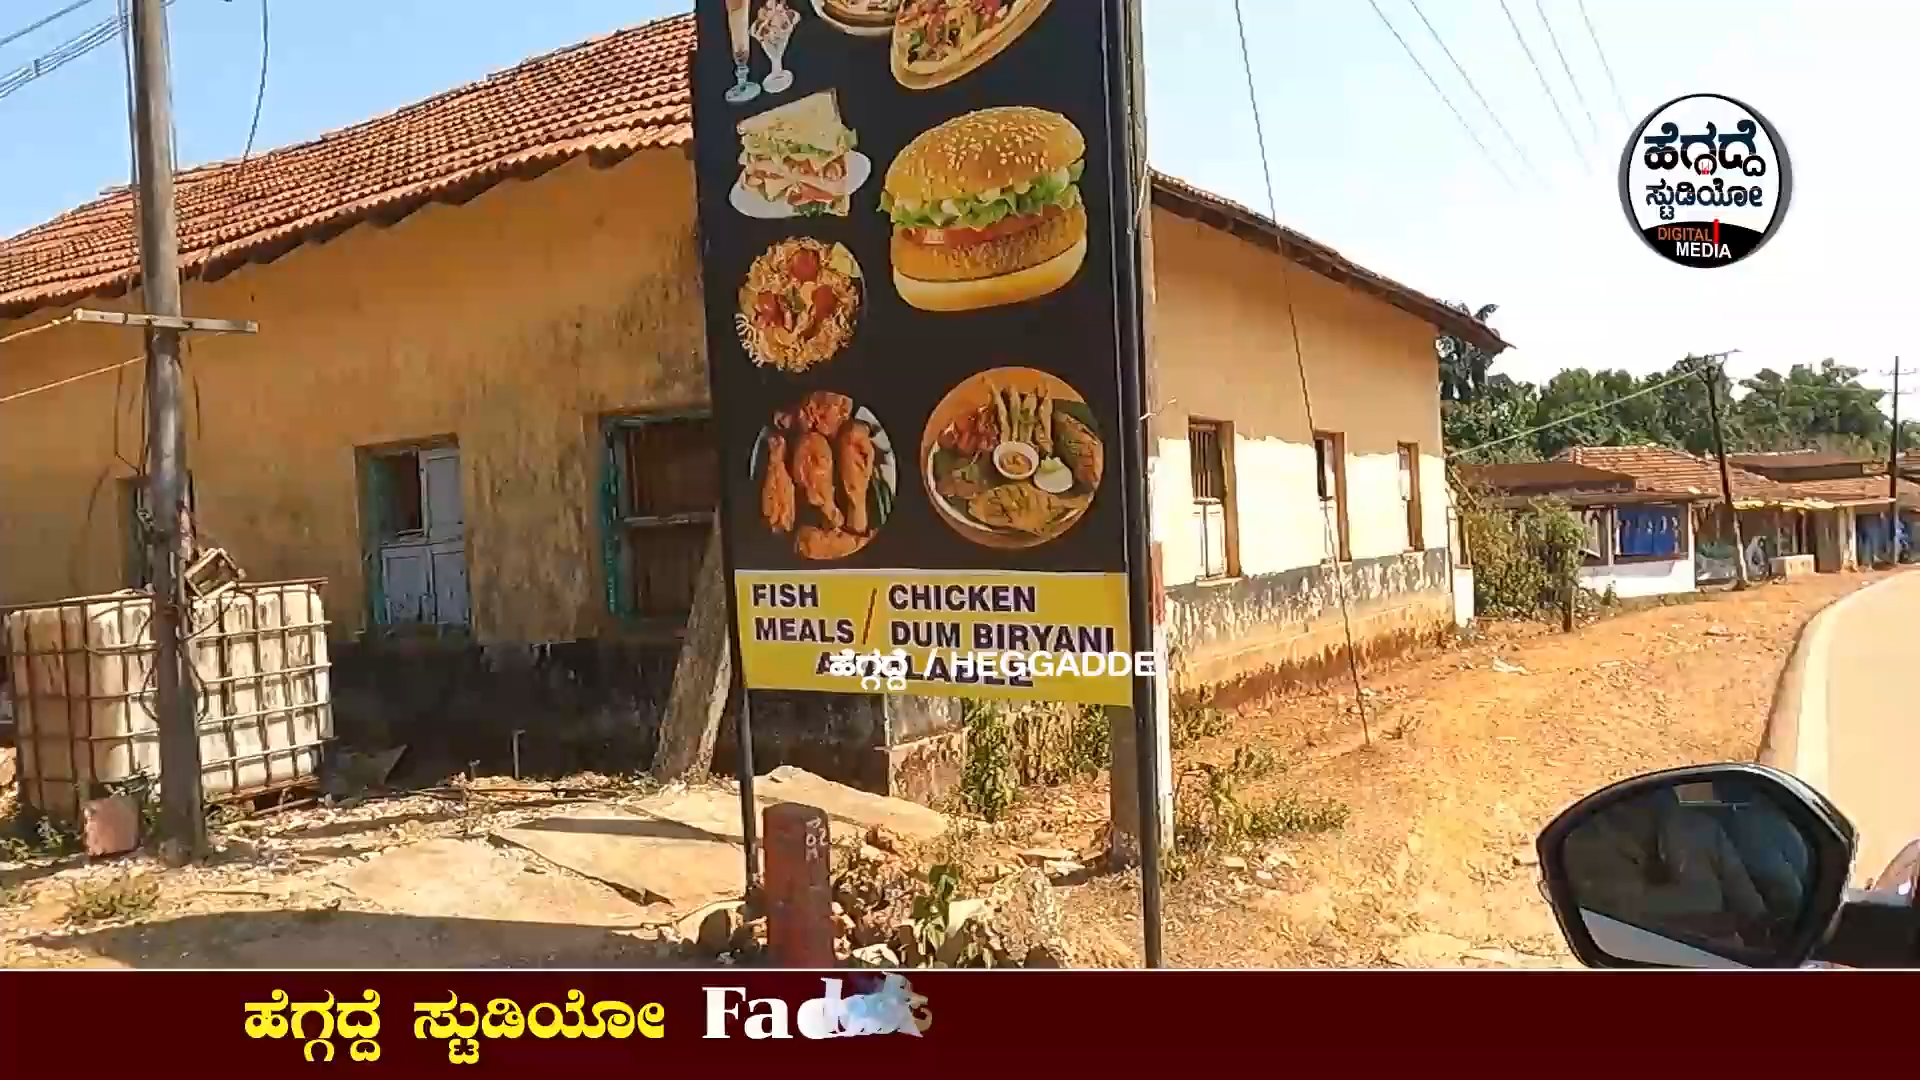 ಹೆಗ್ಗದ್ದೆ
ಸ್ಟುಡಿಯೋ
DIGITAL
MEDIA
FISH / CHICKEN
MEALS / DUM BIRYANI
ಹೆಗ್ಗದ್ದೆ / HEGGADDE
ಹೆಗ್ಗದ್ದೆ ಸ್ಟುಡಿಯೋ